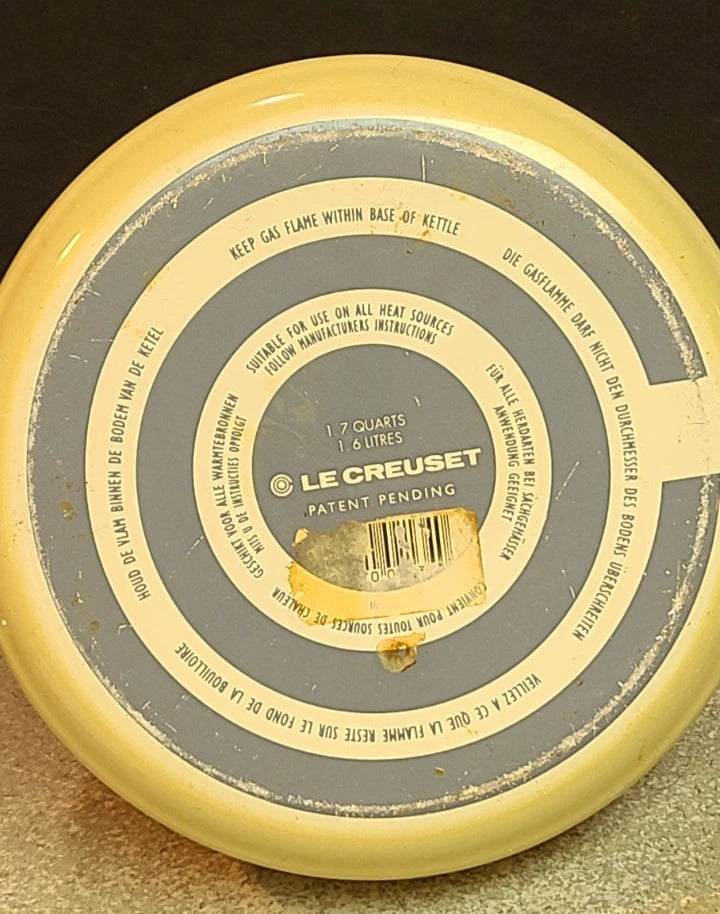 KEEP GAS FLAME WITHIN BASE OF KETTLE
DIE GASFLAMME DARF NICHT DEN DURCHMESSER DES BODENS ÜBERSCHREITEN
VEILLEZ A CE QUE LA FLAMME RESTE SUR LE FOND DE LA BOUILLOIRE
HOUD DE VLAM BINNEN DE BODEM VAN DE KETEL
SUITABLE FOR USE ON ALL HEAT SOURCES
FOLLOW MANUFACTURERS INSTRUCTIONS
FÜR ALLE HERDARTEN BEI SACHGEMÄSSER
ANWENDUNG GEEIGNET
CONVIENT POUR TOUTES SOURCES DE CHALEUR
GESCHIKT VOOR ALLE WARMTEBRONNEN
MITS U DE INSTRUCTIES OPVOLGT
1.7 QUARTS
1.6 LITRES
LE CREUSET
PATENT PENDING